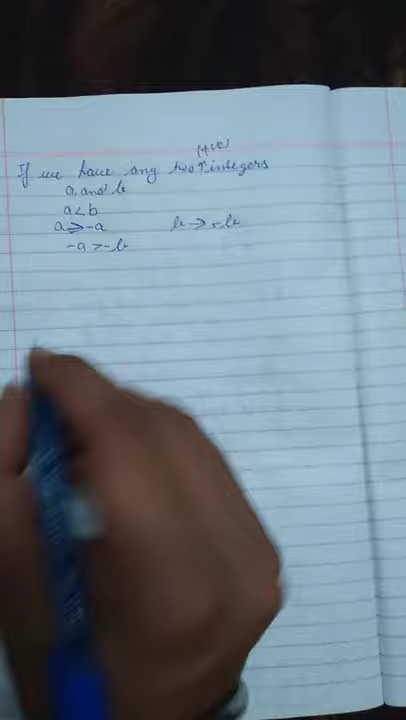 (+ve)
If we have any two ↑ integers
a, and b
a<b
a → -a b → -b
-a > -b